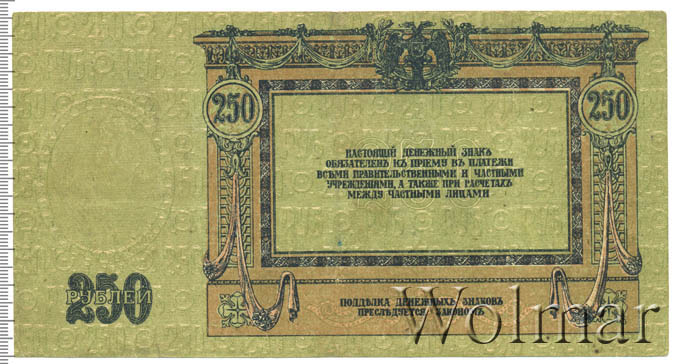 250
250
НАСТОЯЩИЙ ДЕНЕЖНЫЙ ЗНАКЪ
ОБЯЗАТЕЛЕНЪ КЪ ПРИЕМУ ВЪ ПЛАТЕЖИ
ВСѢМИ ПРАВИТЕЛЬСТВЕННЫМИ И ЧАСТНЫМИ
УЧРЕЖДЕНІЯМИ, А ТАКЖЕ ПРИ РАСЧЕТАХЪ
МЕЖДУ ЧАСТНЫМИ ЛИЦАМИ
250
РУБЛЕЙ
ПОДДѢЛКА ДЕНЕЖНЫХЪ ЗНАКОВЪ
ПРЕСЛѢДУЕТСЯ ЗАКОНОМЪ
Wolmar